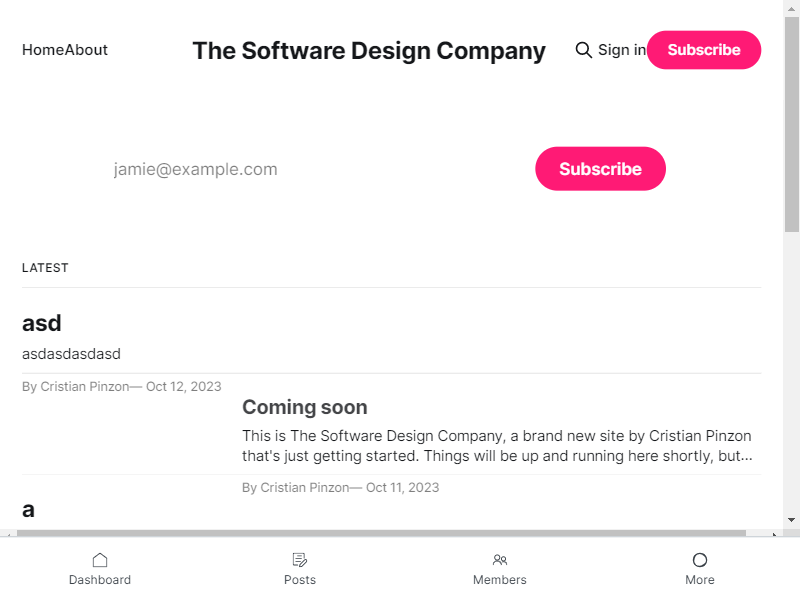 Home About The Software Design Company Sign in Subscribe
jamie@example.com Subscribe
LATEST
asd
asdasdasdasd
By Cristian Pinzon— Oct 12, 2023
Coming soon
This is The Software Design Company, a brand new site by Cristian Pinzon
that's just getting started. Things will be up and running here shortly, but...
By Cristian Pinzon— Oct 11, 2023
a
Dashboard Posts Members More